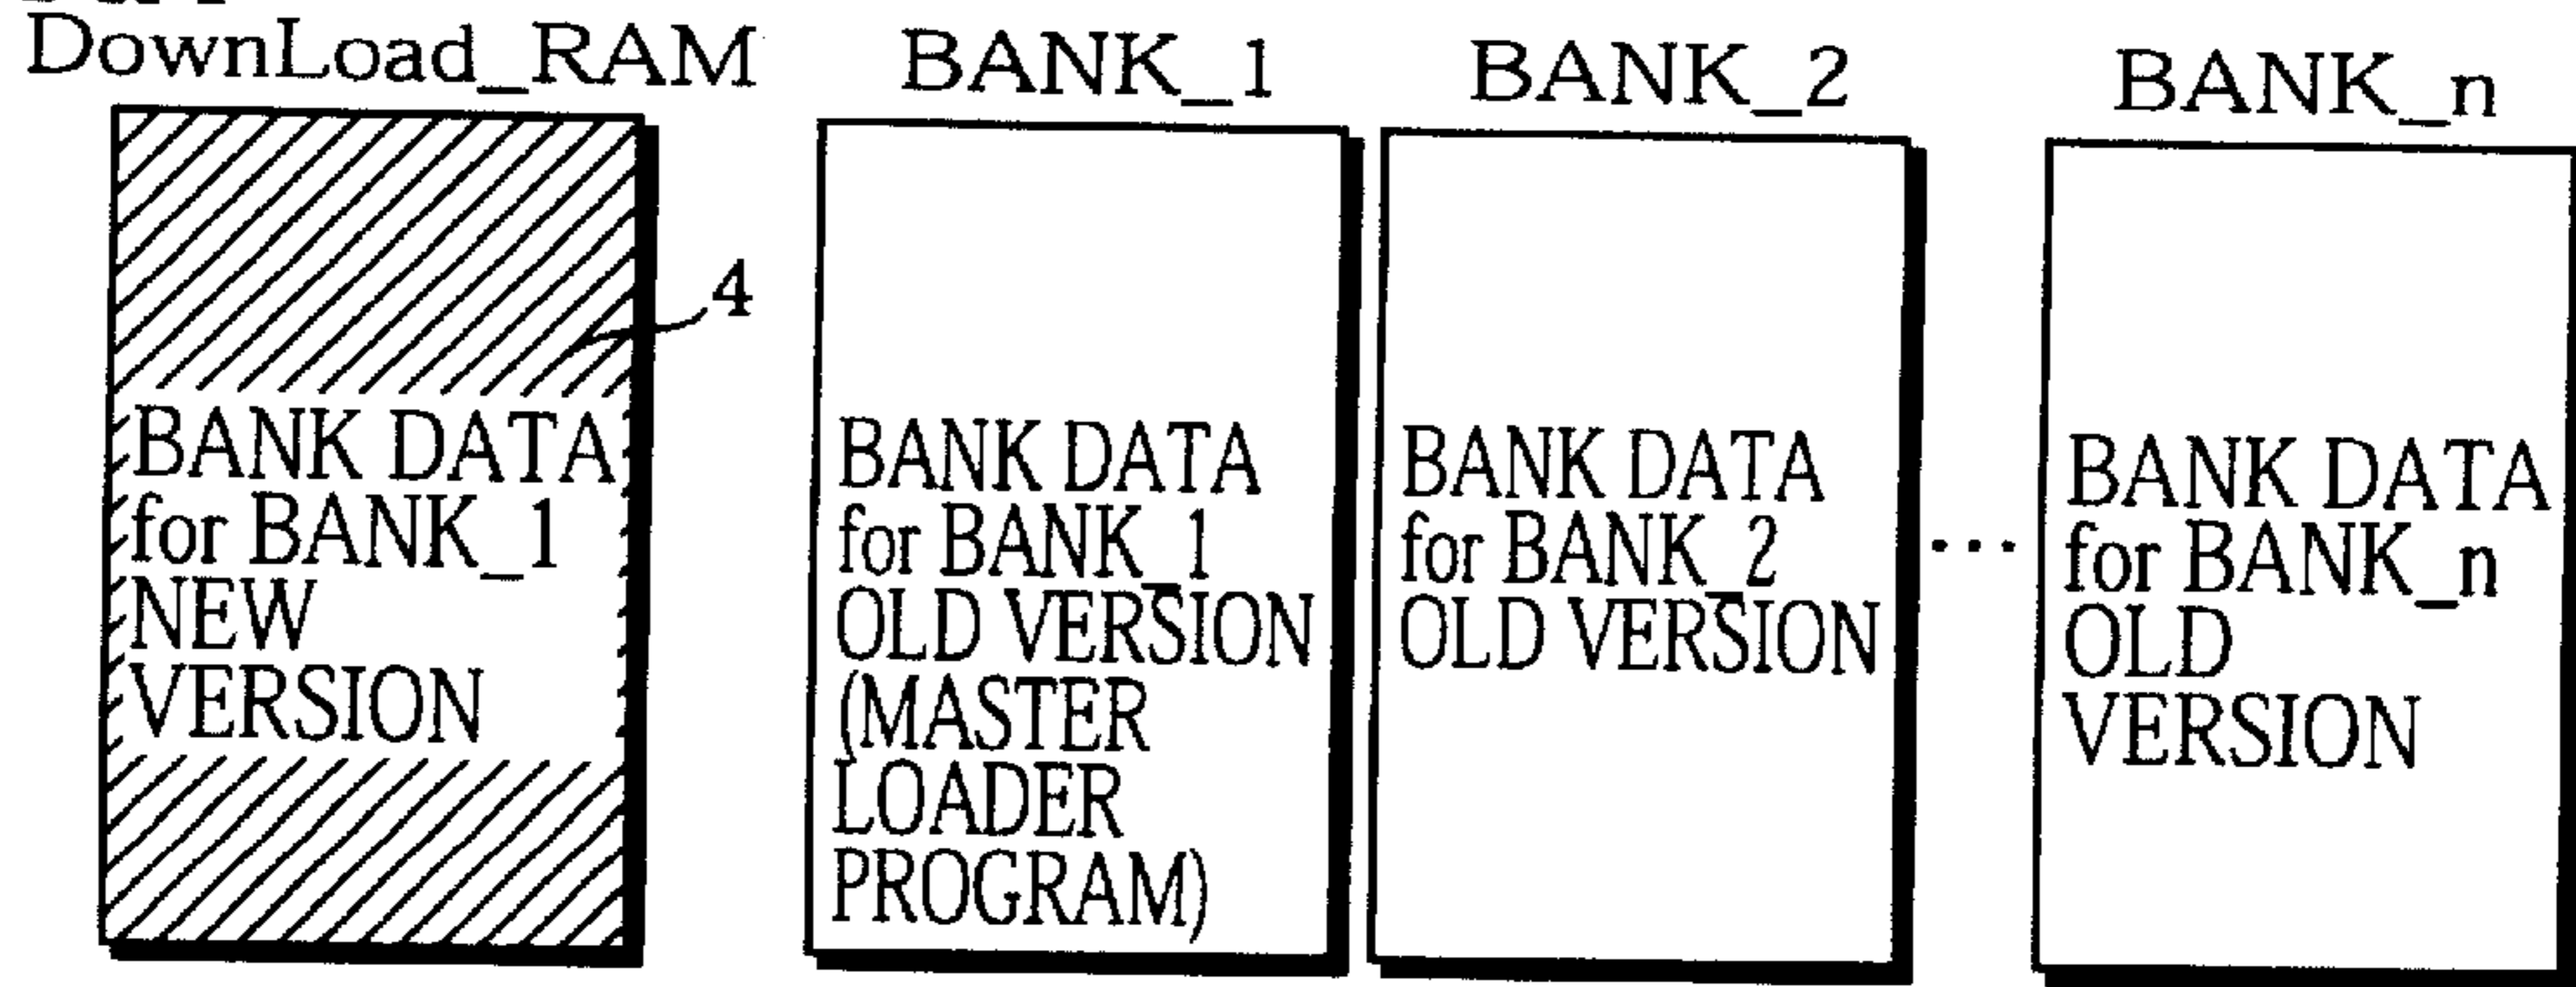 DownLoad_RAM
BANK_1
BANK_2
BANK_n
4
BANK DATA
for BANK_1
NEW
VERSION
BANK DATA
for BANK_1
OLD VERSION
(MASTER
LOADER
PROGRAM)
BANK DATA
for BANK_2
OLD VERSION
...
BANK DATA
for BANK_n
OLD
VERSION